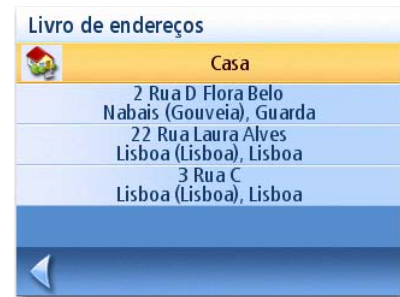 Livro de endereços
Casa
2 Rua D Flora Belo
Nabais (Gouveia), Guarda
22 Rua Laura Alves
Lisboa (Lisboa), Lisboa
3 Rua C
Lisboa (Lisboa), Lisboa